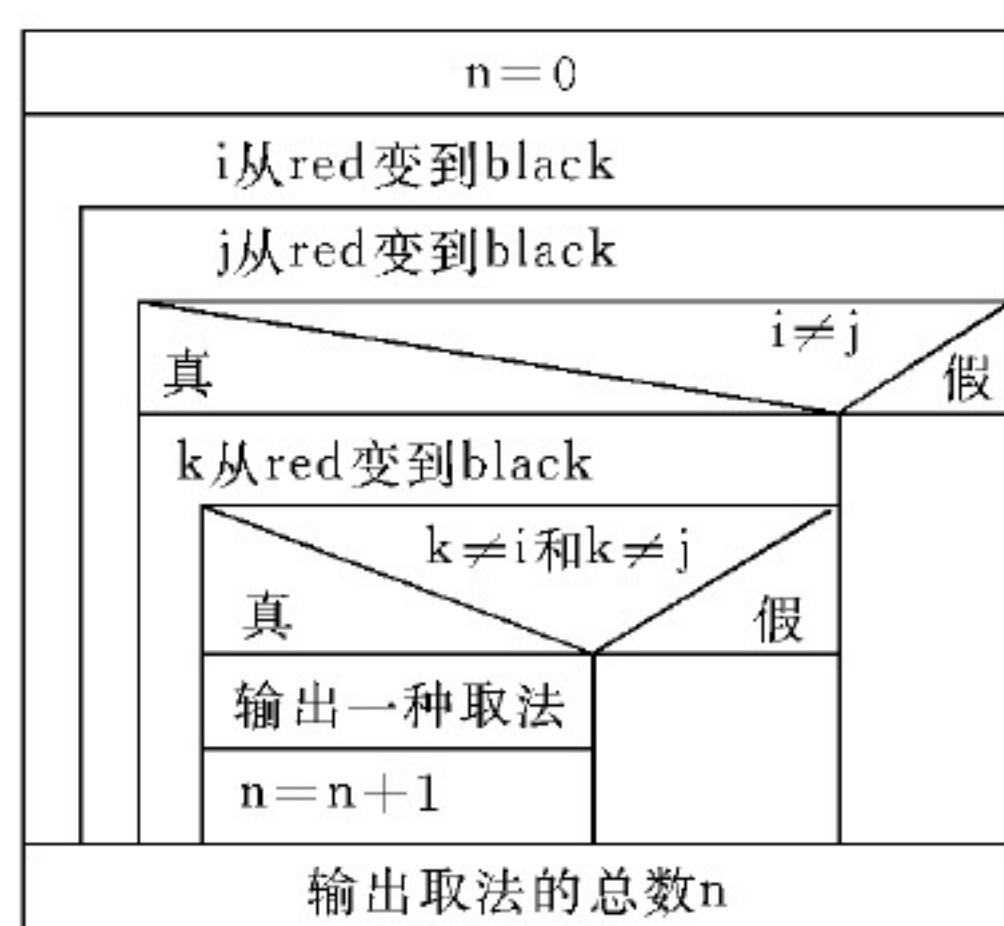 n=0
i从red变到black
j从red变到black
i≠j
真 假
k从red变到black
k≠i和k≠j
真 假
输出一种取法
n=n+1
输出取法的总数n